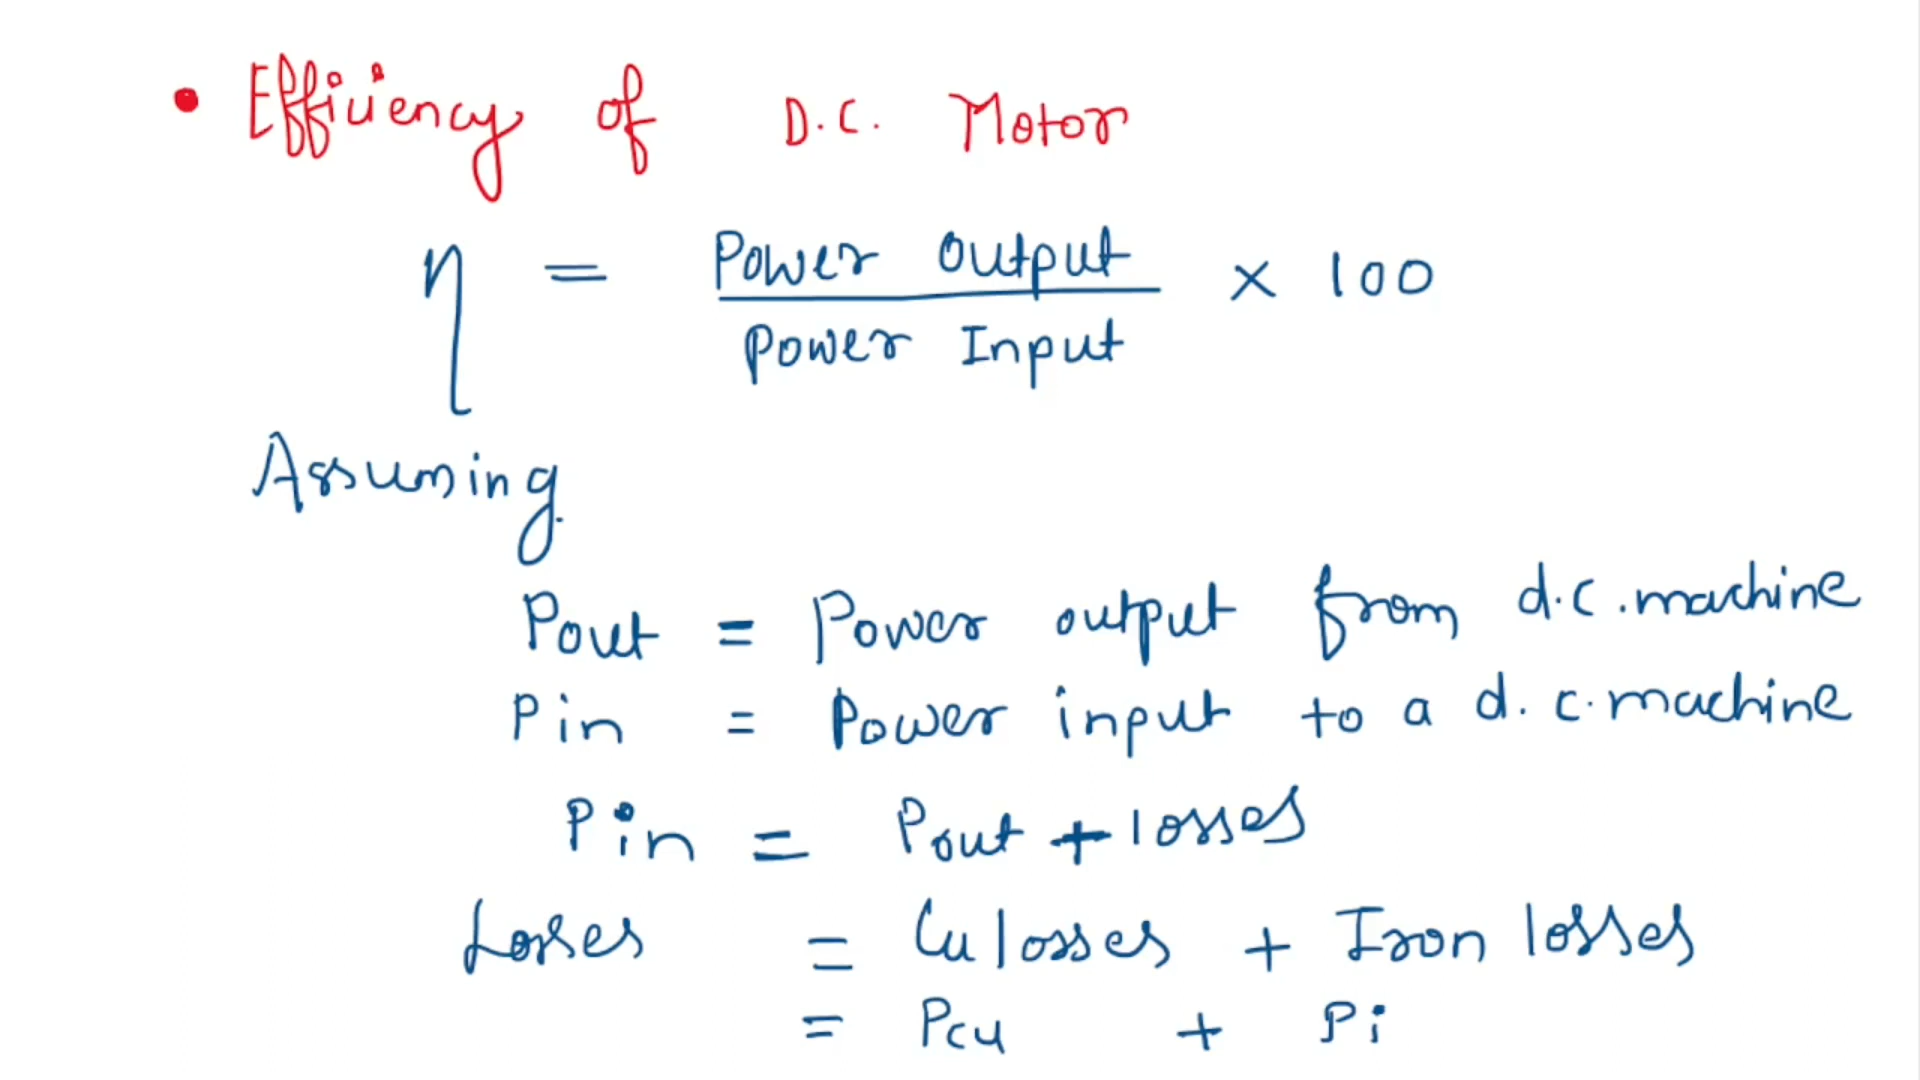 • Efficiency of D.C. Motor
η = Power Output / Power Input × 100
Assuming
Pout = Power output from d.c. machine
Pin = Power input to a d.c. machine
Pin = Pout + losses
Losses = Cu losses + Iron losses
= Pcu + Pi